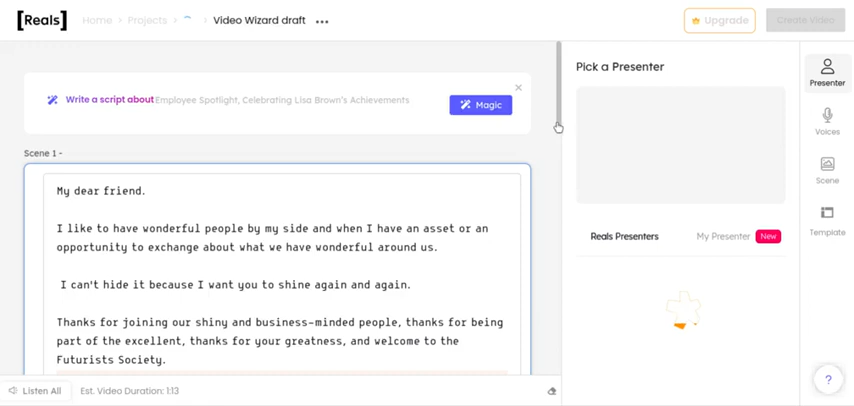 [Reals]
Home > Projects > > Video Wizard draft ...
Upgrade
Create Video
Write a script about Employee Spotlight, Celebrating Lisa Brown's Achievements
Magic
Scene 1 -
My dear friend.
I like to have wonderful people by my side and when I have an asset or an
opportunity to exchange about what we have wonderful around us.
I can't hide it because I want you to shine again and again.
Thanks for joining our shiny and business-minded people, thanks for being
part of the excellent, thanks for your greatness, and welcome to the
Futurists Society.
Listen All
Est. Video Duration: 1:13
Pick a Presenter
Reals Presenters
My Presenter New
Presenter
Voices
Scene
Template
?